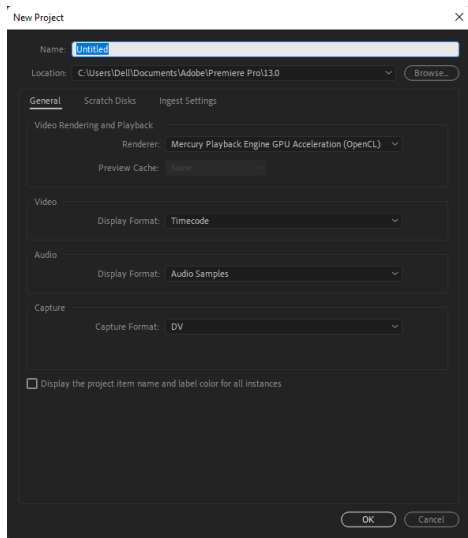 New Project
Name: Untitled
Location: C:\Users\Dell\Documents\Adobe\Premiere Pro\13.0 Browse...
General Scratch Disks Ingest Settings
Video Rendering and Playback
Renderer: Mercury Playback Engine GPU Acceleration (OpenCL)
Preview Cache: None
Video
Display Format: Timecode
Audio
Display Format: Audio Samples
Capture
Capture Format: DV
Display the project item name and label color for all instances
OK Cancel